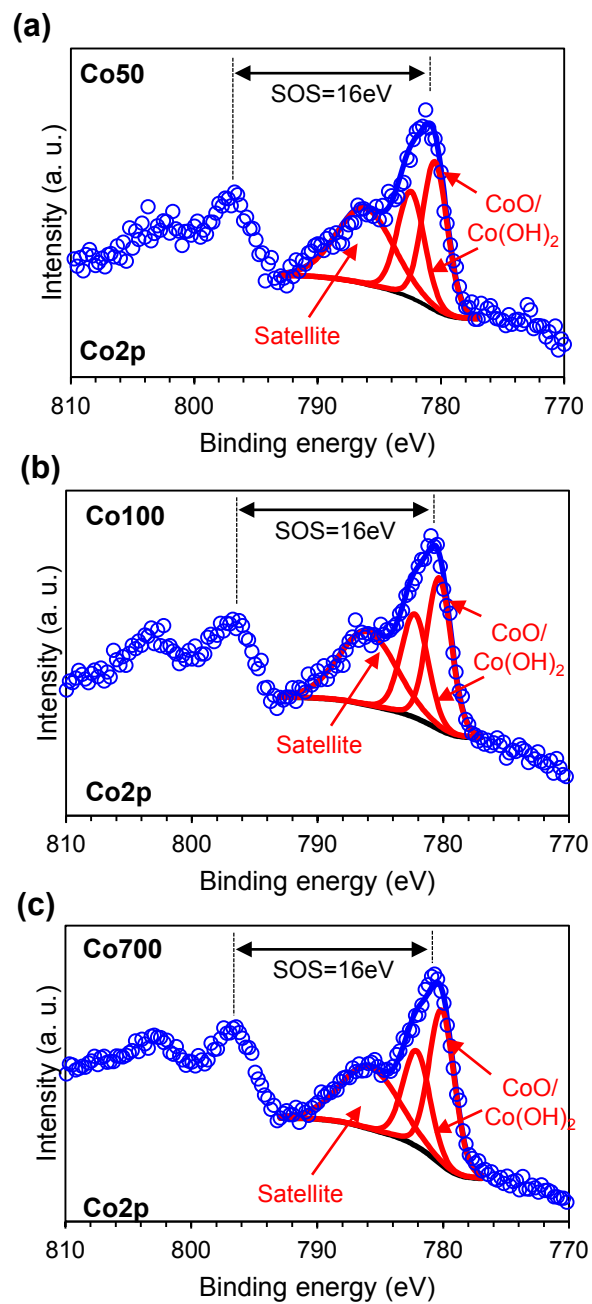 (a)
Co50
SOS=16eV
CoO/
Co(OH)₂
Satellite
Co2p
Intensity (a. u.)
810 800 790 780 770
Binding energy (eV)
(b)
Co100
SOS=16eV
CoO/
Co(OH)₂
Satellite
Co2p
Intensity (a. u.)
810 800 790 780 770
Binding energy (eV)
(c)
Co700
SOS=16eV
CoO/
Co(OH)₂
Satellite
Co2p
Intensity (a. u.)
810 800 790 780 770
Binding energy (eV)